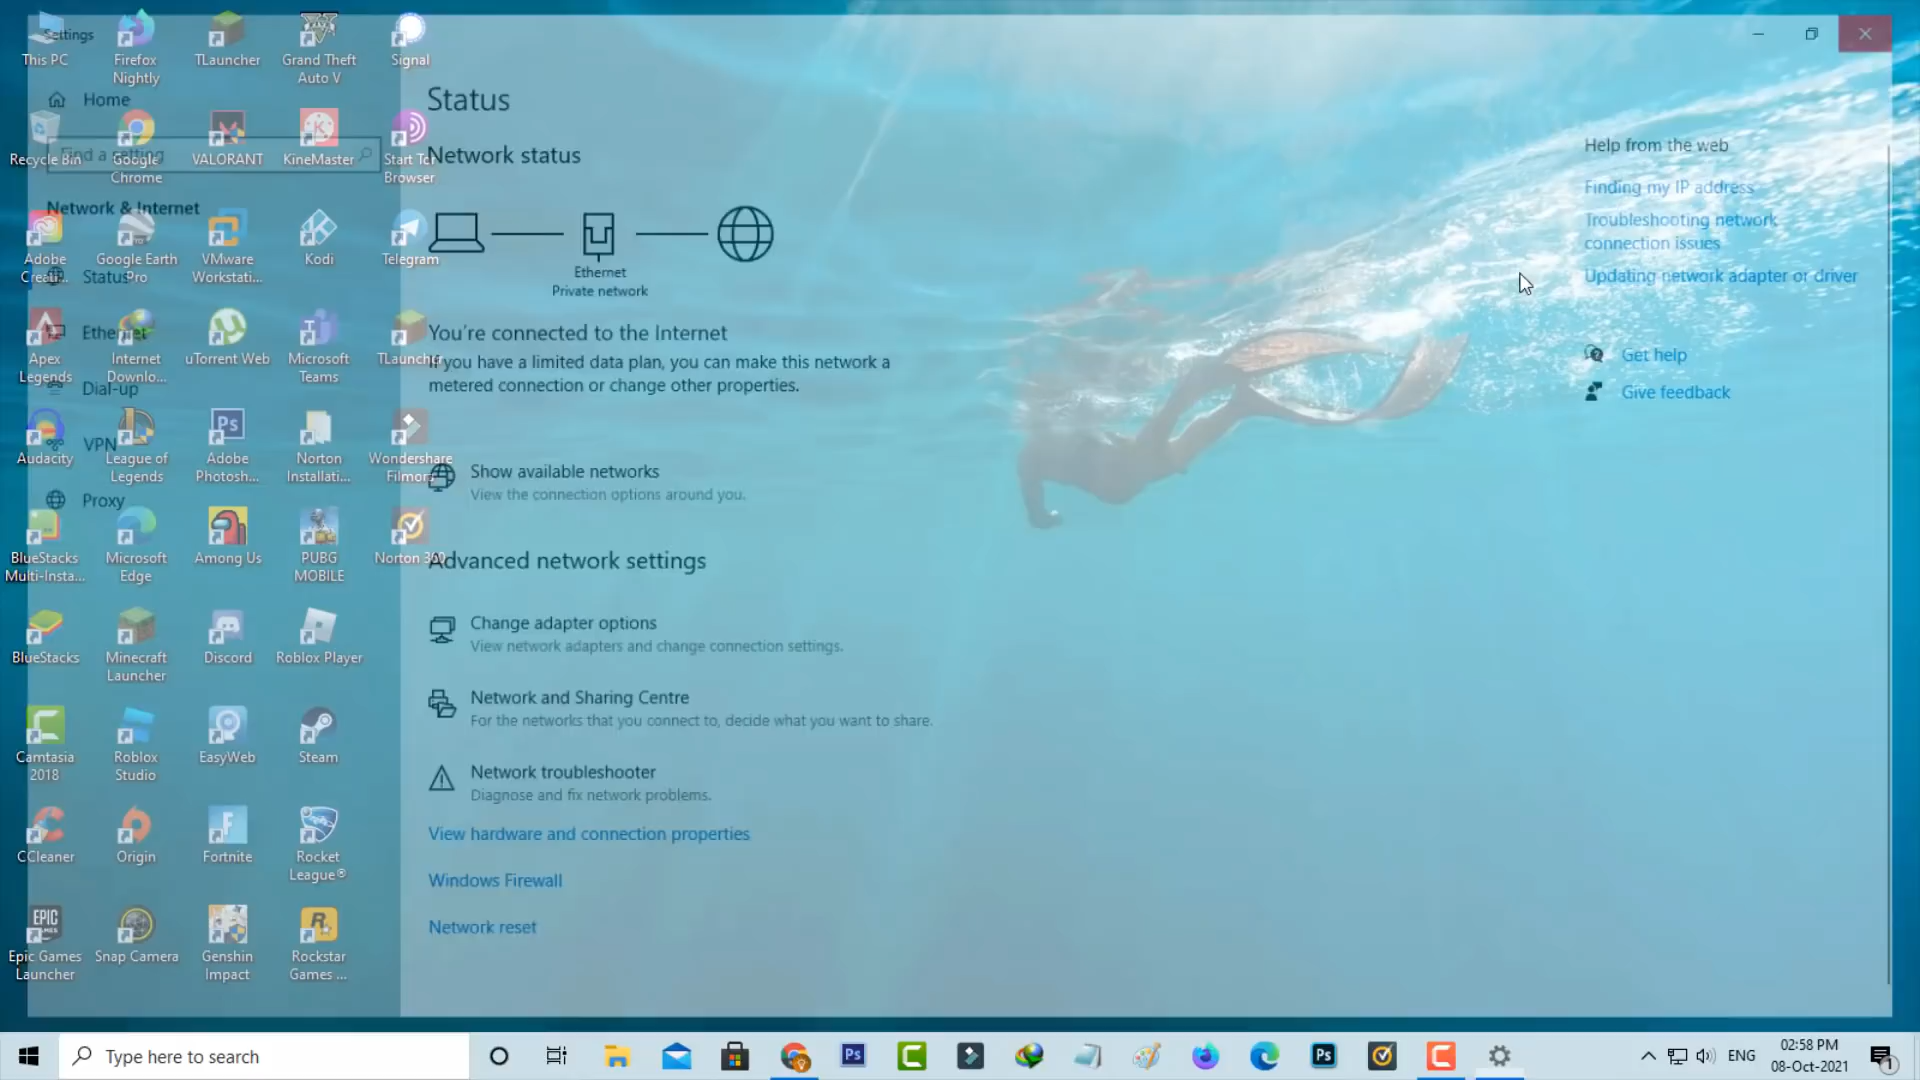 Settings
This PC
Firefox
Nightly
TLauncher
Grand Theft
Auto V
Signal
Home
Recycle Bin
Find a setting
Google
Chrome
VALORANT
KineMaster
Start Tor
Browser
Network & Internet
Adobe
Creati...
Google Earth
Pro
VMware
Workstati...
Kodi
Telegram
Status
Apex
Legends
Ethernet
Internet
Downlo...
uTorrent Web
Microsoft
Teams
TLauncher
Dial-up
Audacity
VPN
League of
Legends
Adobe
Photosh...
Norton
Installati...
Wondershare
Filmora
Proxy
BlueStacks
Multi-Insta...
Microsoft
Edge
Among Us
PUBG
MOBILE
Norton 360
BlueStacks
Minecraft
Launcher
Discord
Roblox Player
Camtasia
2018
Roblox
Studio
EasyWeb
Steam
CCleaner
Origin
Fortnite
Rocket
League®
Epic Games
Launcher
Snap Camera
Genshin
Impact
Rockstar
Games ...
Status
Network status
Ethernet
Private network
You're connected to the Internet
If you have a limited data plan, you can make this network a
metered connection or change other properties.
Show available networks
View the connection options around you.
Advanced network settings
Change adapter options
View network adapters and change connection settings.
Network and Sharing Centre
For the networks that you connect to, decide what you want to share.
Network troubleshooter
Diagnose and fix network problems.
View hardware and connection properties
Windows Firewall
Network reset
Help from the web
Finding my IP address
Troubleshooting network
connection issues
Updating network adapter or driver
Get help
Give feedback
Type here to search
ENG
02:58 PM
08-Oct-2021
1